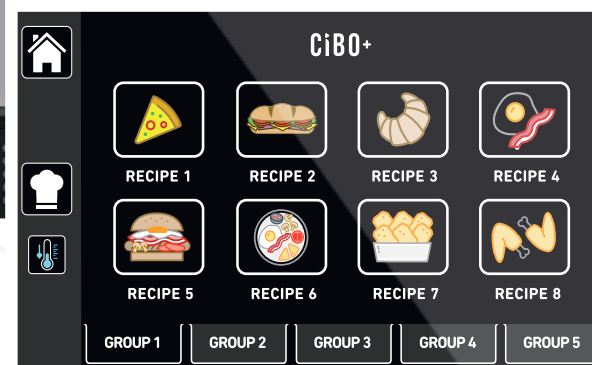 CiBO+
RECIPE 1
RECIPE 2
RECIPE 3
RECIPE 4
RECIPE 5
RECIPE 6
RECIPE 7
RECIPE 8
GROUP 1
GROUP 2
GROUP 3
GROUP 4
GROUP 5